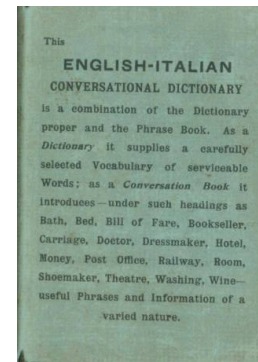 This
ENGLISH-ITALIAN
CONVERSATIONAL DICTIONARY
is a combination of the Dictionary
proper and the Phrase Book. As a
Dictionary it supplies a carefully
selected Vocabulary of serviceable
Words; as a Conversation Book it
introduces—under such headings as
Bath, Bed, Bill of Fare, Bookseller,
Carriage, Doctor, Dressmaker, Hotel,
Money, Post Office, Railway, Room,
Shoemaker, Theatre, Washing, Wine—
useful Phrases and Information of a
varied nature.